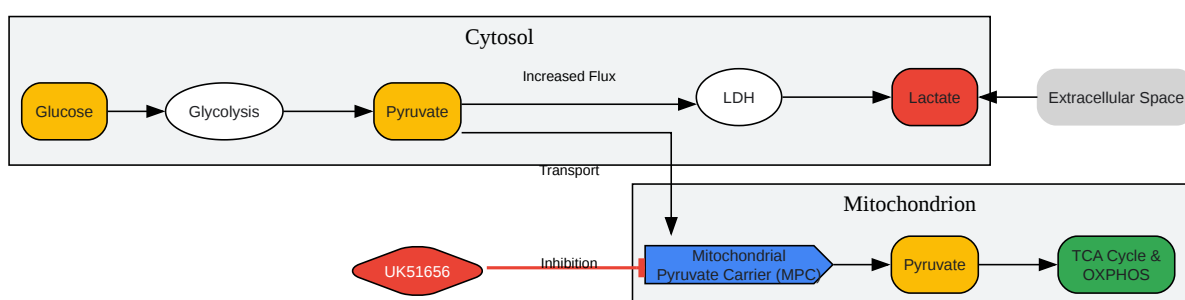 Cytosol
Increased Flux
Glucose
Glycolysis
Pyruvate
LDH
Lactate
Extracellular Space
Transport
Mitochondrion
UK51656
Inhibition
Mitochondrial
Pyruvate Carrier (MPC)
Pyruvate
TCA Cycle &
OXPHOS